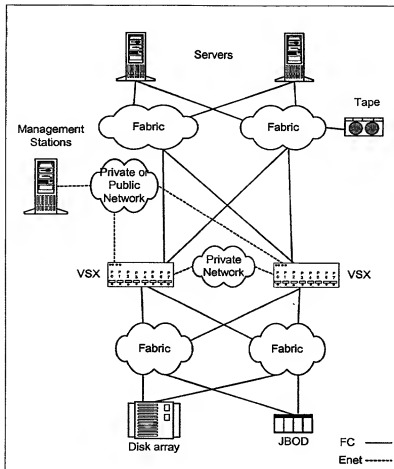 Servers
Tape
Fabric
Fabric
Management
Stations
Private or
Public
Network
VSX
Private
Network
VSX
Fabric
Fabric
Disk array
JBOD
FC
Enet